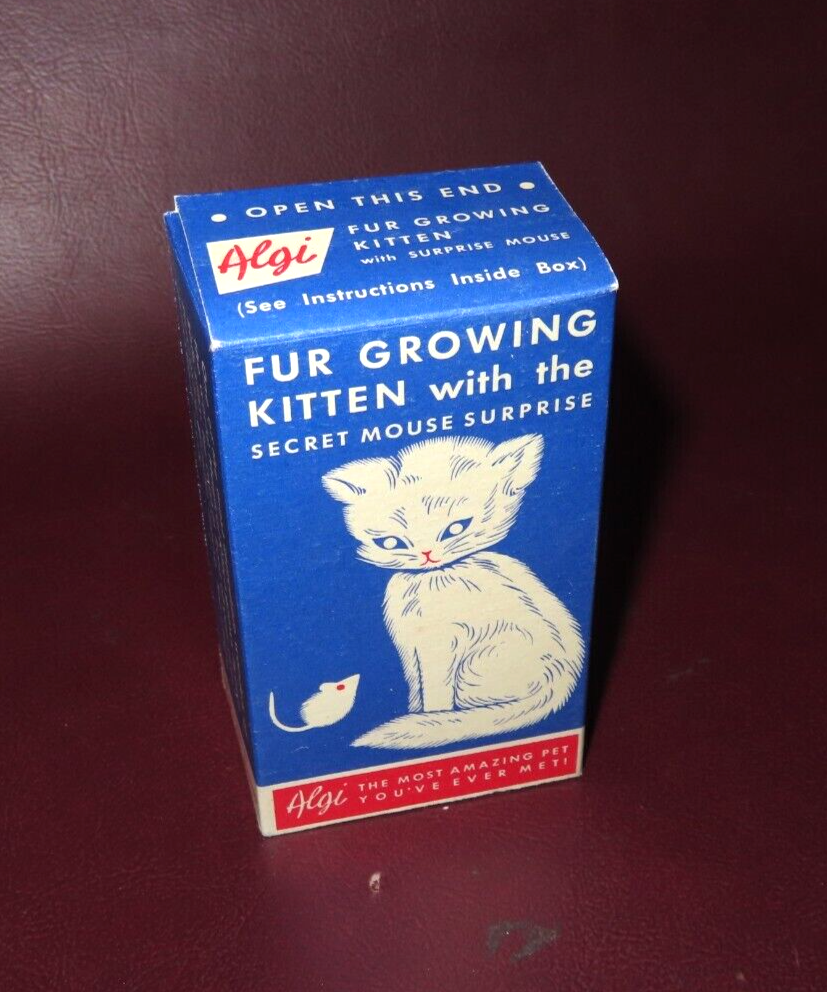 • OPEN THIS END •
Algi
FUR GROWING
KITTEN
with SURPRISE MOUSE
(See Instructions Inside Box)
FUR GROWING
KITTEN with the
SECRET MOUSE SURPRISE
Algi
THE MOST AMAZING PET
YOU'VE EVER MET!